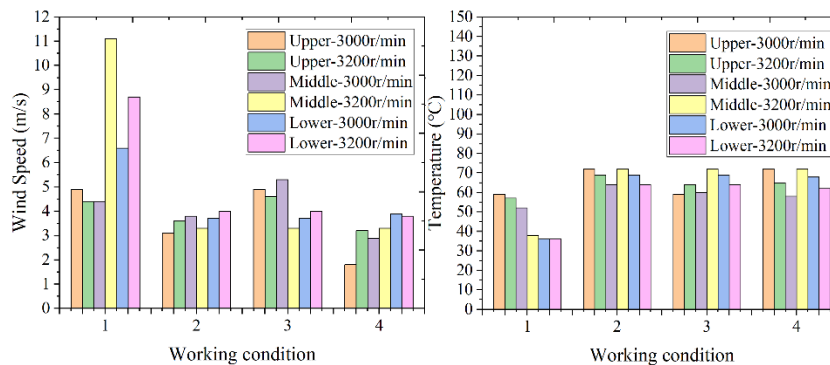 12
11
10
9
8
7
6
5
4
3
2
1
0
Wind Speed (m/s)
Upper-3000r/min
Upper-3200r/min
Middle-3000r/min
Middle-3200r/min
Lower-3000r/min
Lower-3200r/min
1 2 3 4
Working condition
150
140
130
120
110
100
90
80
70
60
50
40
30
20
10
0
Temperature (℃)
Upper-3000r/min
Upper-3200r/min
Middle-3000r/min
Middle-3200r/min
Lower-3000r/min
Lower-3200r/min
1 2 3 4
Working condition